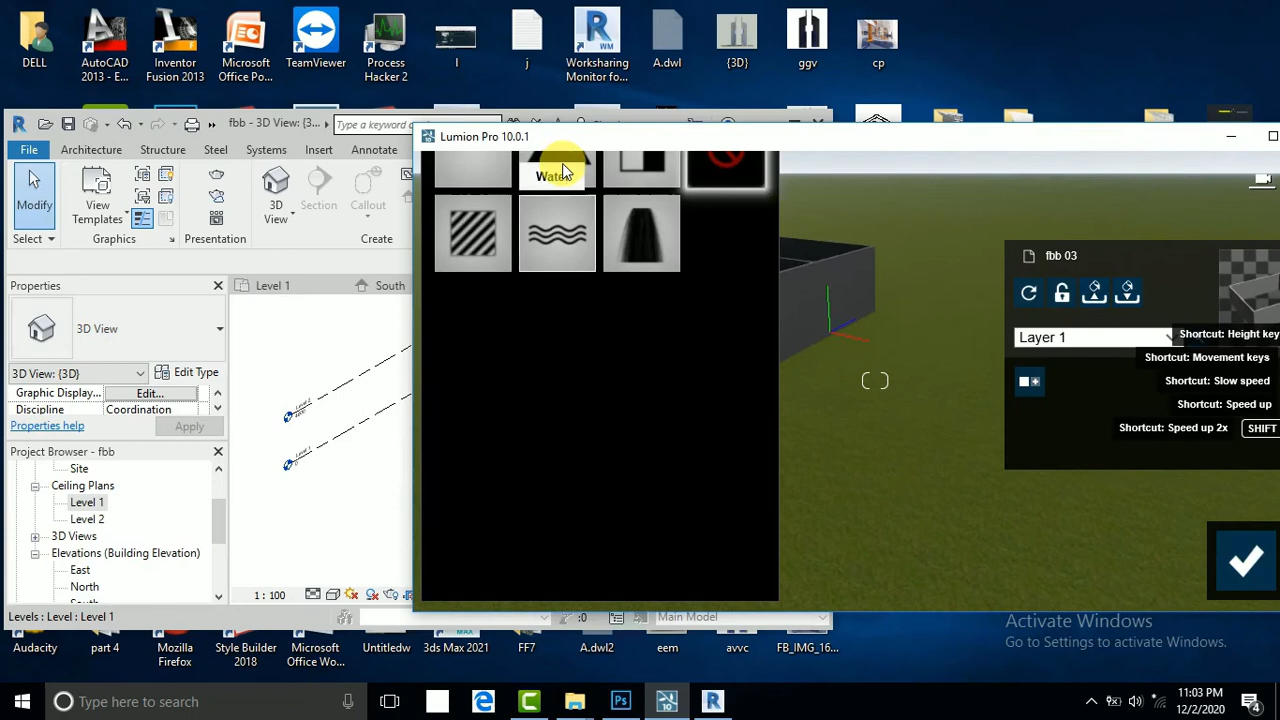 DELL
AutoCAD
2013 - E...
Inventor
Fusion 2013
Microsoft
Office Po...
TeamViewer
Process
Hacker 2
l
j
Worksharing
Monitor fo...
A.dwl
{3D}
ggv
cp
fbb - 3D View: {3...
Type a keyword o
File
Architecture
Structure
Steel
Systems
Insert
Annotate
Modify
View
Templates
3D
View
Section
Callout
Select
Graphics
Presentation
Create
Properties
3D View
3D View: {3D}
Edit Type
Graphic Display...
Edit...
Discipline
Coordination
Properties help
Apply
Project Browser - fbb
Site
Ceiling Plans
Level 1
Level 2
3D Views
Elevations (Building Elevation)
East
North
Level 1
South
1 : 100
Levels : Level : Level 1
:0
Main Model
Lumion Pro 10.0.1
Water
fbb 03
Layer 1
Shortcut: Height key
Shortcut: Movement keys
Shortcut: Slow speed
Shortcut: Speed up
Shortcut: Speed up 2x
SHIFT
Activate Windows
Go to Settings to activate Windows.
Audacity
part 4
Mozilla
Firefox
Style Builder
2018
Microsoft
Office Wo...
Untitledw
3ds Max 2021
FF7
A.dwl2
eem
avvc
FB_IMG_16...
Type here to search
11:03 PM
12/2/2020
4